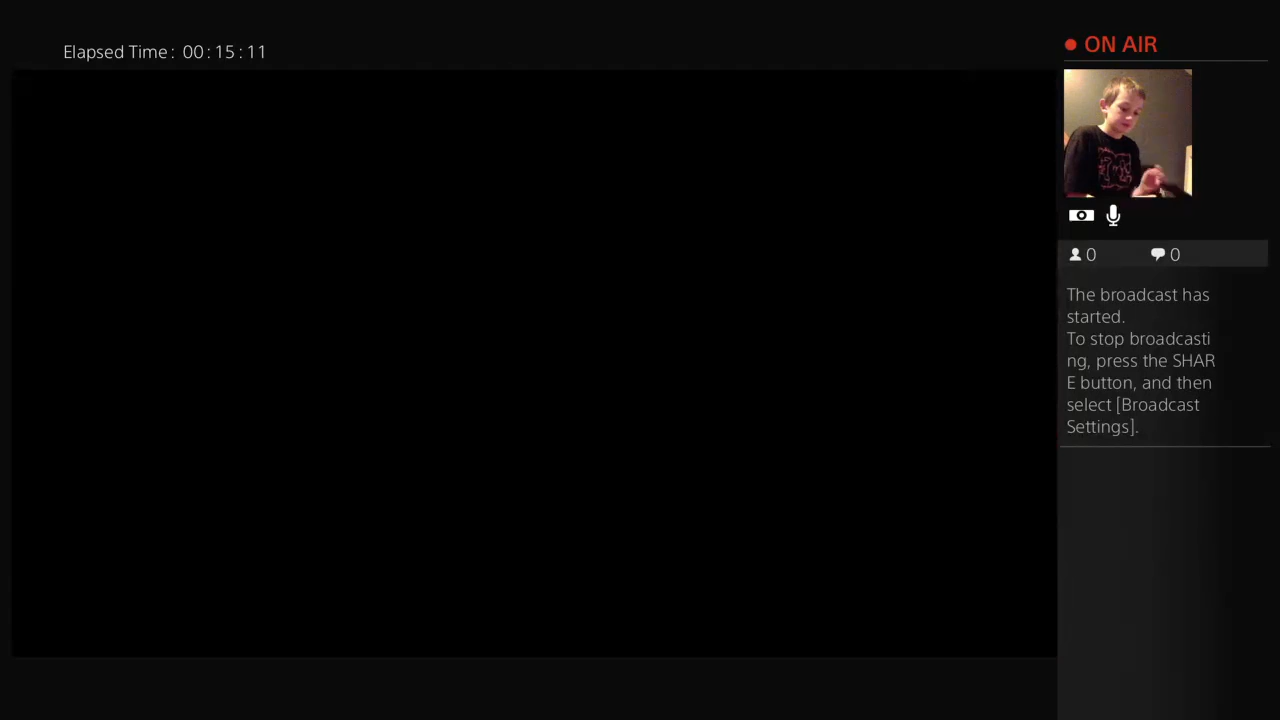 Elapsed Time: 00:15:11
ON AIR
0 0
The broadcast has
started.
To stop broadcasti
ng, press the SHAR
E button, and then
select [Broadcast
Settings].